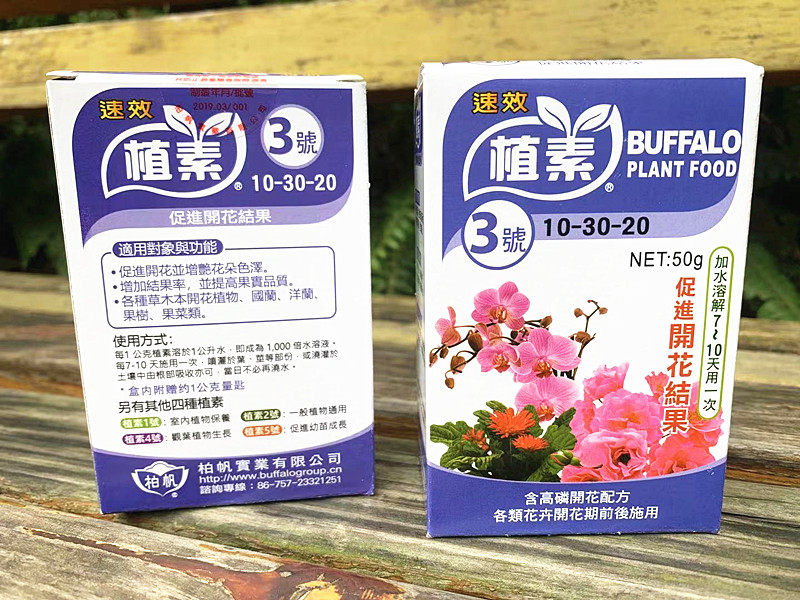 2019.03/001
速效
植素®
3號
10-30-20
促進開花結果
適用對象與功能
•促進開花並增艷花朵色澤。
•增加結果率，並提高果實品質。
•各種草木本開花植物、國蘭、洋蘭、
果樹、果菜類。
使用方式：
每1公克植素溶於1公升水，即成為1,000倍水溶液。
每7-10天施用一次，噴灑於葉、莖等部份，或澆灌於
土壤中由根部吸收亦可，當日不必再澆水。
•盒內附贈約1公克量匙
另有其他四種植素
植素1號：室內植物保養 植素2號：一般植物通用
植素4號：觀葉植物生長 植素5號：促進幼苗成長
柏帆®
柏帆實業有限公司
http://www.buffalogroup.cn
諮詢專線：86-757-23321251
速效
植素®
BUFFALO
PLANT FOOD
3號
10-30-20
NET:50g
促進開花結果
加水溶解7~10天用一次
含高磷開花配方
各類花卉開花期前後施用